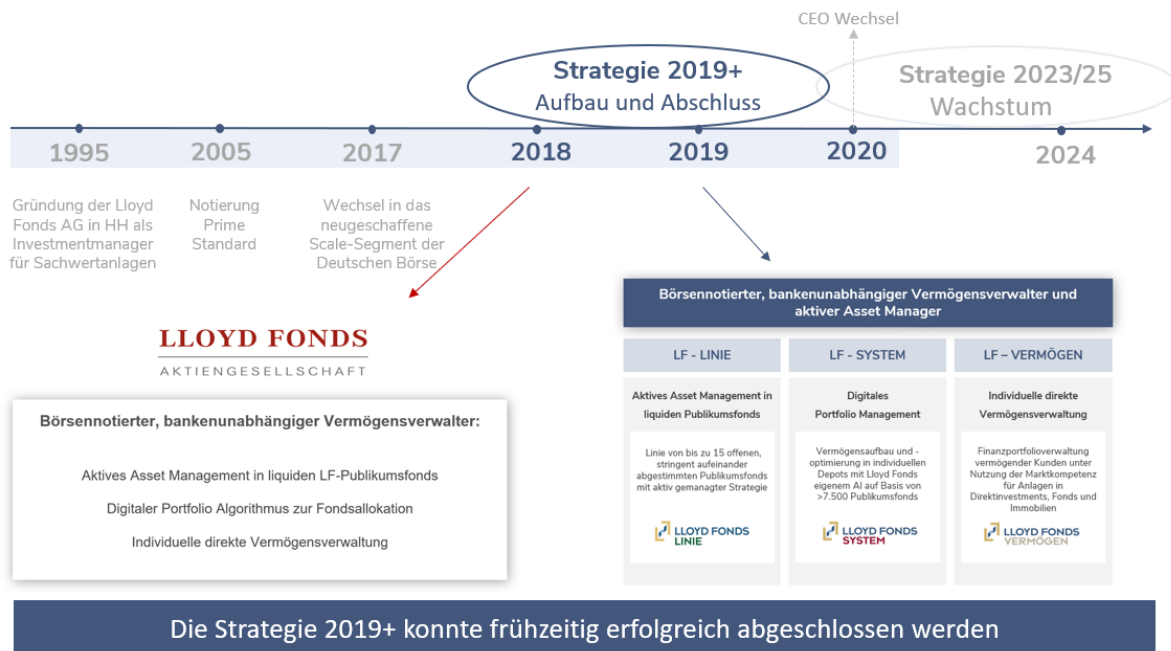 CEO Wechsel
Strategie 2019+
Aufbau und Abschluss
Strategie 2023/25
Wachstum
1995
2005
2017
2018
2019
2020
2024
Gründung der Lloyd
Fonds AG in HH als
Investmentmanager
für Sachwertanlagen
Notierung
Prime
Standard
Wechsel in das
neugeschaffene
Scale-Segment der
Deutschen Börse
LLOYD FONDS
AKTIENGESELLSCHAFT
Börsennotierter, bankenunabhängiger Vermögensverwalter:
Aktives Asset Management in liquiden LF-Publikumsfonds
Digitaler Portfolio Algorithmus zur Fondsallokation
Individuelle direkte Vermögensverwaltung
Börsennotierter, bankenunabhängiger Vermögensverwalter und
aktiver Asset Manager
LF - LINIE
Aktives Asset Management in
liquiden Publikumsfonds
Linie von bis zu 15 offenen,
stringent aufeinander
abgestimmten Publikumsfonds
mit aktiv gemanagter Strategie
LLOYD FONDS
LINIE
LF - SYSTEM
Digitales
Portfolio Management
Vermögensaufbau und -
optimierung in individuellen
Depots mit Lloyd Fonds
eigenem AI auf Basis von
>7.500 Publikumsfonds
LLOYD FONDS
SYSTEM
LF – VERMÖGEN
Individuelle direkte
Vermögensverwaltung
Finanzportfolioverwaltung
vermögender Kunden unter
Nutzung der Marktkompetenz
für Anlagen in
Direktinvestments, Fonds und
Immobilien
LLOYD FONDS
VERMÖGEN
Die Strategie 2019+ konnte frühzeitig erfolgreich abgeschlossen werden